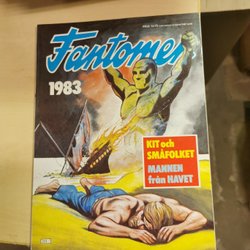 Fantomen
1983
KIT och
SMÅFOLKET
MANNEN
från HAVET